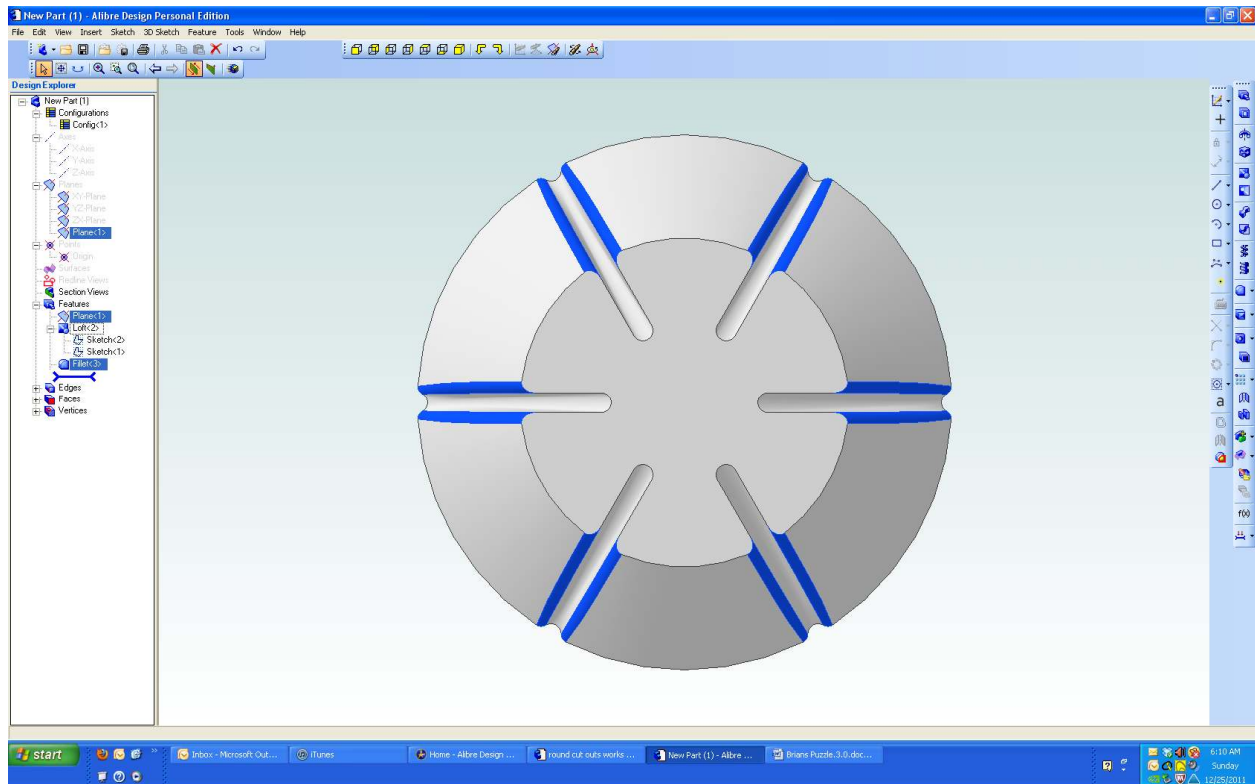 New Part (1) - Alibre Design Personal Edition
File Edit View Insert Sketch 3D Sketch Feature Tools Window Help
Design Explorer
New Part (1)
Configurations
Config<1>
Axes
X-Axis
Y-Axis
Z-Axis
Planes
XY-Plane
YZ-Plane
ZX-Plane
Plane<1>
Points
Origin
Surfaces
Redline Views
Section Views
Features
Plane<1>
Loft<2>
Sketch<2>
Sketch<1>
Fillet<3>
Edges
Faces
Vertices
a
f(x)
start
Inbox - Microsoft Out...
iTunes
Home - Alibre Design ...
round cut outs works ...
New Part (1) - Alibre ...
Brians Puzzle.3.0.doc...
6:10 AM
Sunday
12/25/2011